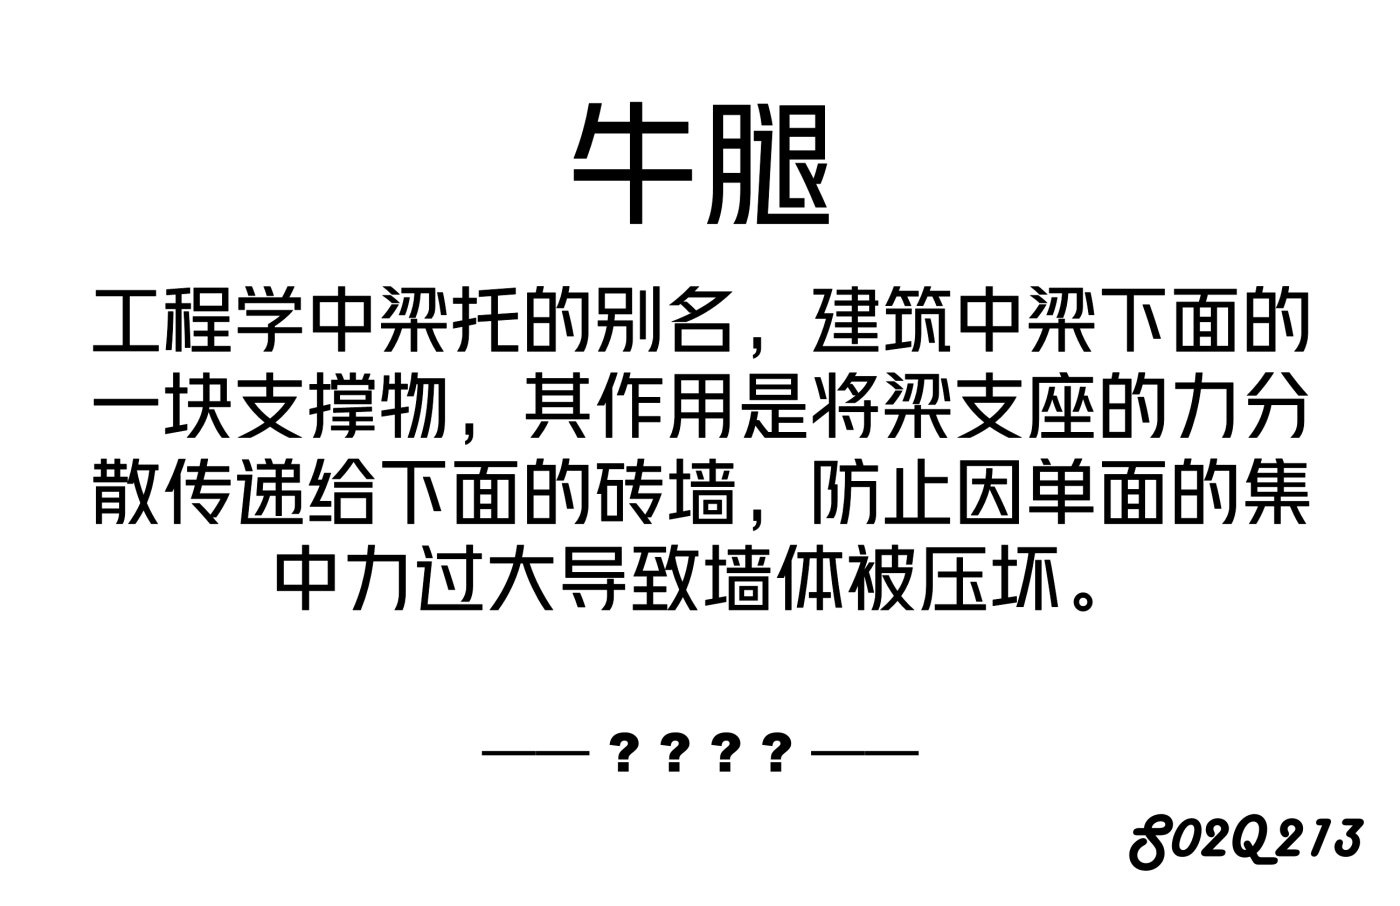 牛腿
工程学中梁托的别名，建筑中梁下面的
一块支撑物，其作用是将梁支座的力分
散传递给下面的砖墙，防止因单面的集
中力过大导致墙体被压坏。
——？？？？——
S02Q213